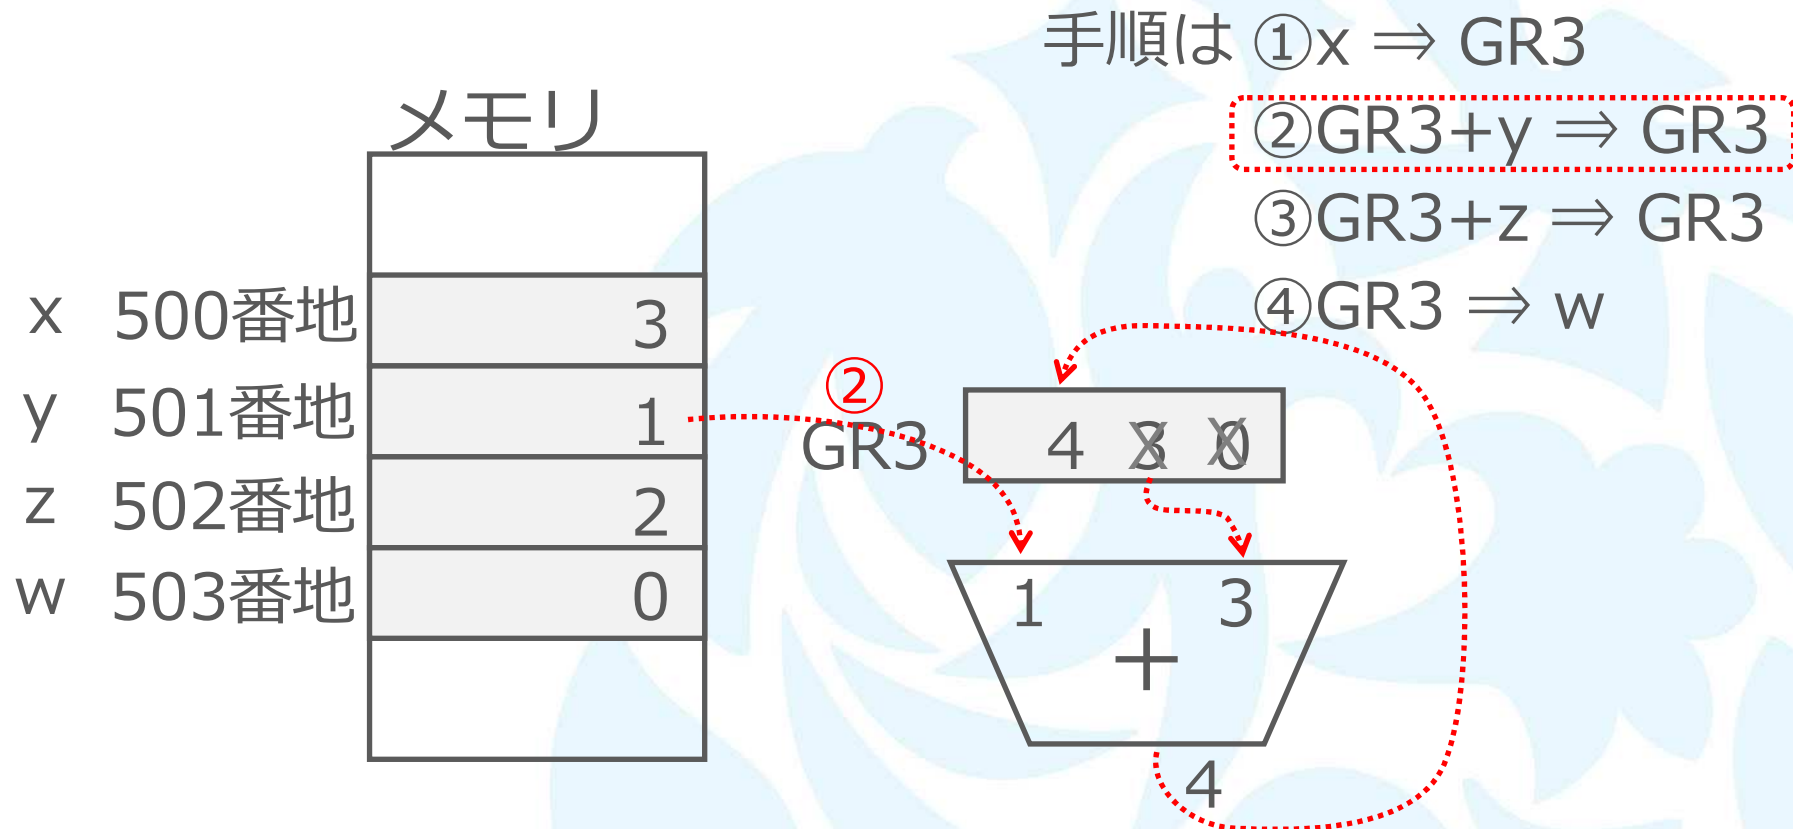 手順は ①x ⇒ GR3
②GR3+y ⇒ GR3
③GR3+z ⇒ GR3
④GR3 ⇒ w
メモリ
x 500番地 3
y 501番地 1
z 502番地 2
w 503番地 0
②
GR3 4 3 0
1 3
+
4